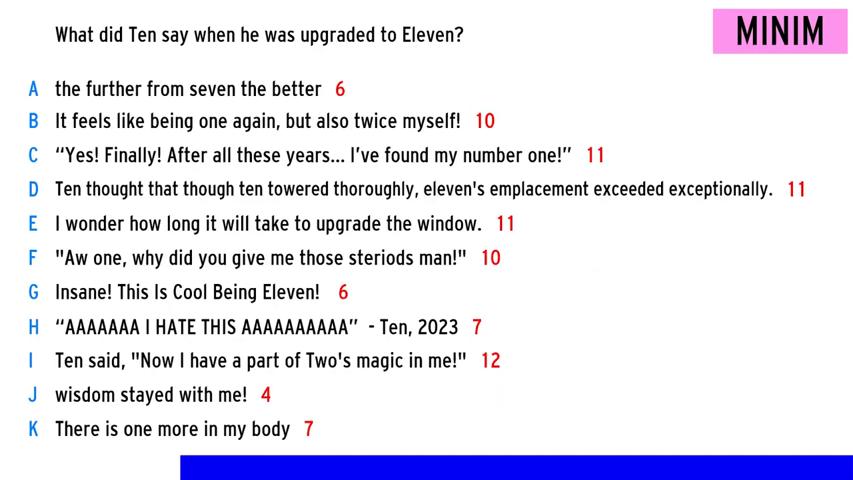 What did Ten say when he was upgraded to Eleven?
MINIM
A the further from seven the better 6
B It feels like being one again, but also twice myself! 10
C “Yes! Finally! After all these years... I’ve found my number one!” 11
D Ten thought that though ten towered thoroughly, eleven's emplacement exceeded exceptionally. 11
E I wonder how long it will take to upgrade the window. 11
F "Aw one, why did you give me those steriods man!" 10
G Insane! This Is Cool Being Eleven! 6
H “AAAAAAA I HATE THIS AAAAAAAAAA” - Ten, 2023 7
I Ten said, "Now I have a part of Two's magic in me!" 12
J wisdom stayed with me! 4
K There is one more in my body 7